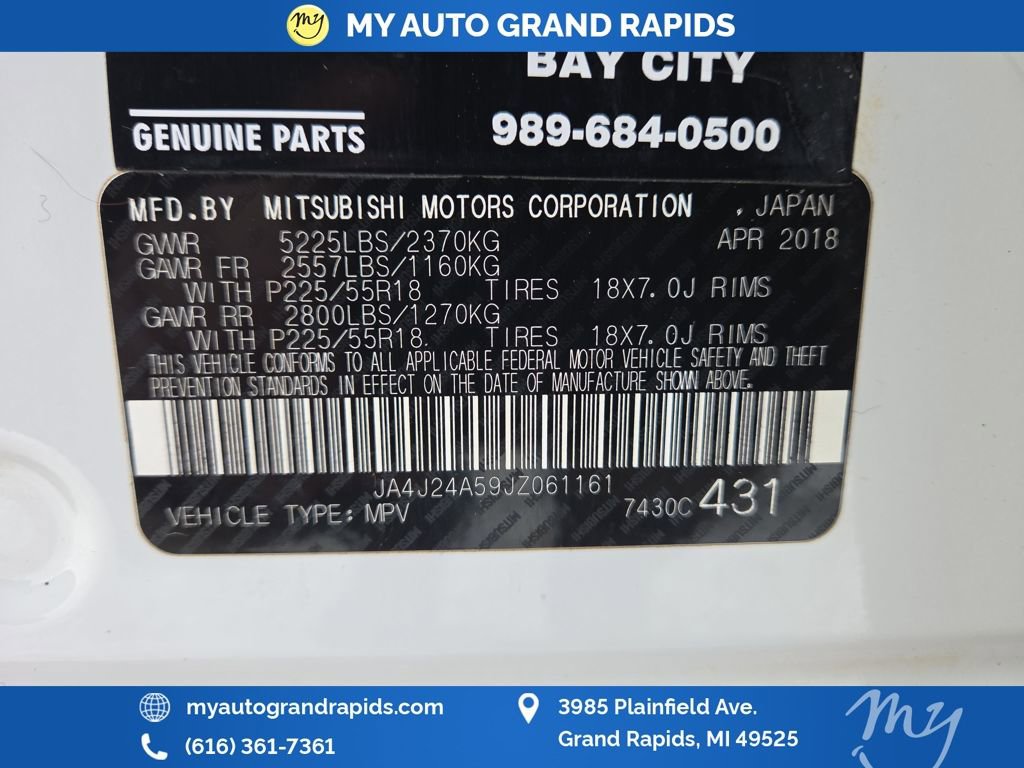 my MY AUTO GRAND RAPIDS
BAY CITY
GENUINE PARTS 989-684-0500
MFD.BY MITSUBISHI MOTORS CORPORATION , JAPAN
GVWR 5225LBS/2370KG APR 2018
GAWR FR 2557LBS/1160KG
WITH P225/55R18 TIRES 18X7.0J RIMS
GAWR RR 2800LBS/1270KG
WITH P225/55R18. TIRES 18X7.0J RIMS
THIS VEHICLE CONFORMS TO ALL APPLICABLE FEDERAL MOTOR VEHICLE SAFETY AND THEFT
PREVENTION STANDARDS IN EFFECT ON THE DATE OF MANUFACTURE SHOWN ABOVE.
JA4J24A59JZ061161
VEHICLE TYPE: MPV 7430C 431
myautograndrapids.com
(616) 361-7361
3985 Plainfield Ave.
Grand Rapids, MI 49525
my